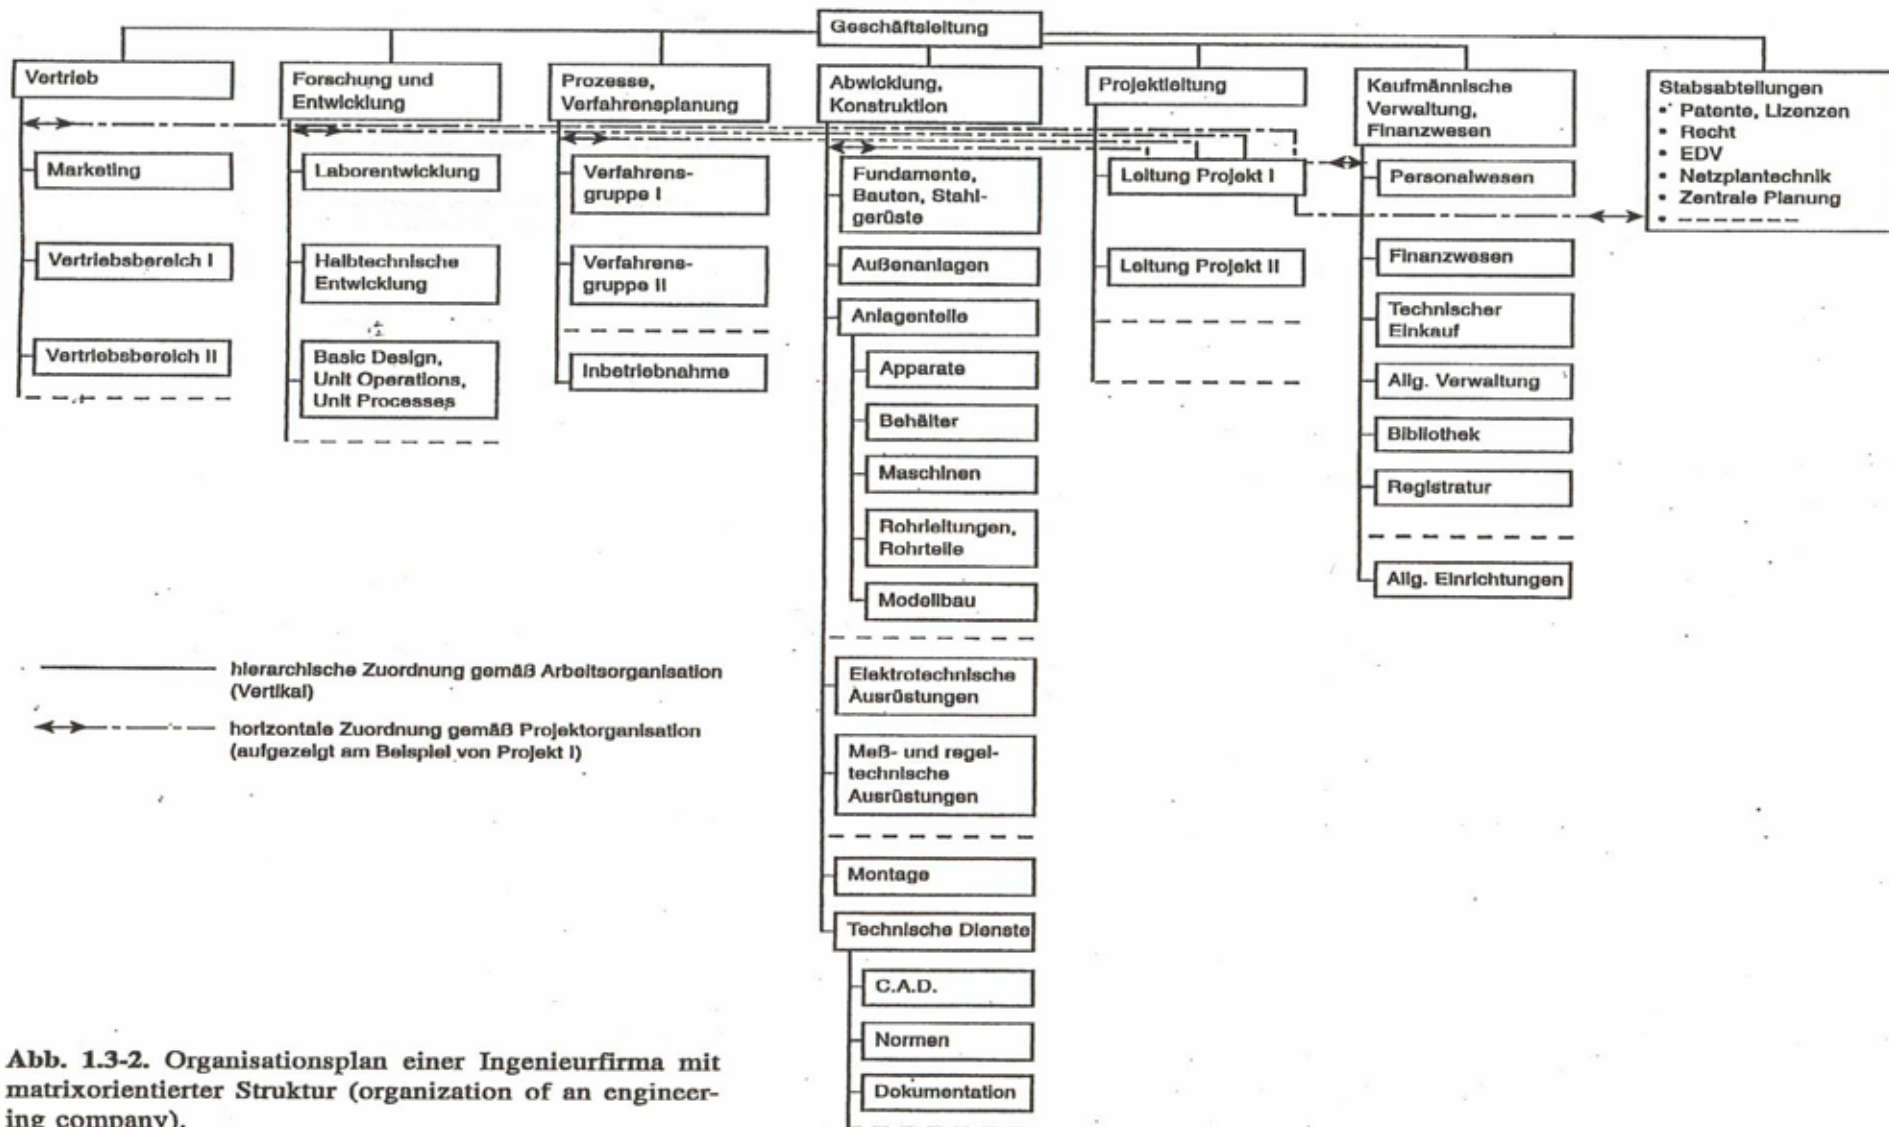 Geschäftsleitung
Vertrieb
Marketing
Vertriebsbereich I
Vertriebsbereich II
Forschung und
Entwicklung
Laborentwicklung
Halbtechnische
Entwicklung
Basic Design,
Unit Operations,
Unit Processes
Prozesse,
Verfahrensplanung
Verfahrens-
gruppe I
Verfahrens-
gruppe II
Inbetriebnahme
Abwicklung,
Konstruktion
Fundamente,
Bauten, Stahl-
gerüste
Außenanlagen
Anlagenteile
Apparate
Behälter
Maschinen
Rohrleitungen,
Rohrteile
Modellbau
Elektrotechnische
Ausrüstungen
Meß- und regel-
technische
Ausrüstungen
Montage
Technische Dienste
C.A.D.
Normen
Dokumentation
Projektleitung
Leitung Projekt I
Leitung Projekt II
Kaufmännische
Verwaltung,
Finanzwesen
Personalwesen
Finanzwesen
Technischer
Einkauf
Allg. Verwaltung
Bibliothek
Registratur
Allg. Einrichtungen
Stabsabteilungen
• Patente, Lizenzen
• Recht
• EDV
• Netzplantechnik
• Zentrale Planung
hierarchische Zuordnung gemäß Arbeitsorganisation
(Vertikal)
horizontale Zuordnung gemäß Projektorganisation
(aufgezeigt am Beispiel von Projekt I)
Abb. 1.3-2. Organisationsplan einer Ingenieurfirma mit
matrixorientierter Struktur (organization of an engineer-
ing company).